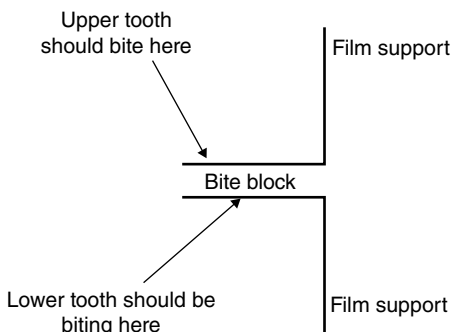 Upper tooth
should bite here
Film support
Bite block
Lower tooth should be
biting here
Film support